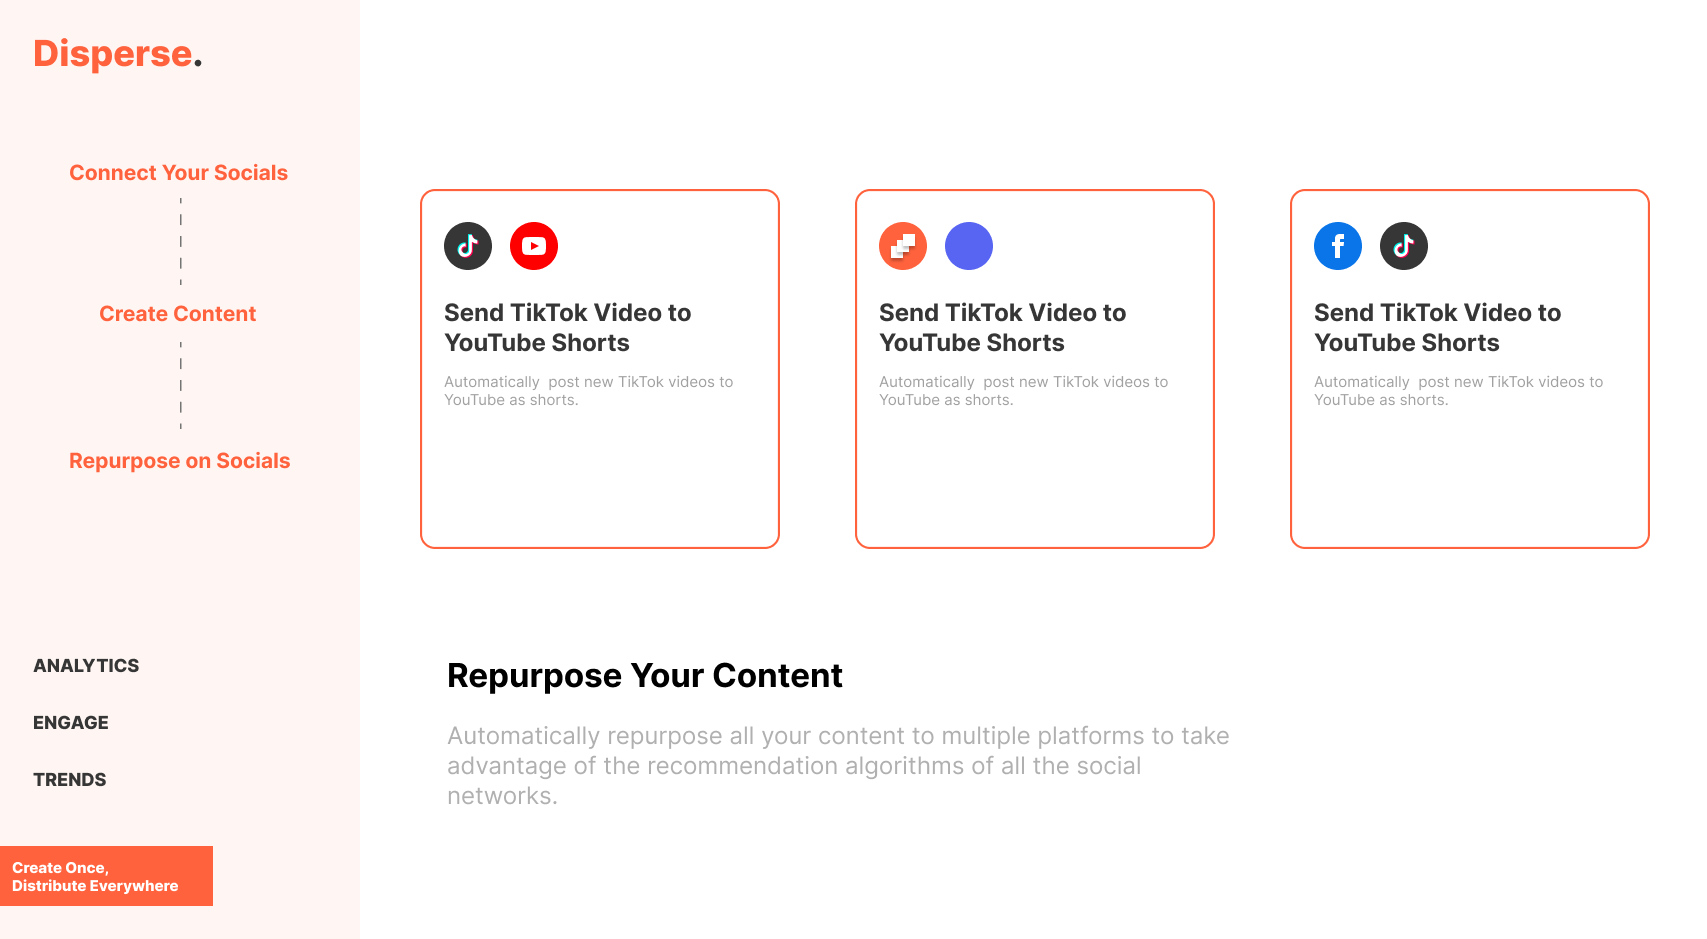 Disperse.
Connect Your Socials
Create Content
Repurpose on Socials
ANALYTICS
ENGAGE
TRENDS
Create Once,
Distribute Everywhere
Send TikTok Video to
YouTube Shorts
Automatically  post new TikTok videos to
YouTube as shorts.
Send TikTok Video to
YouTube Shorts
Automatically  post new TikTok videos to
YouTube as shorts.
Send TikTok Video to
YouTube Shorts
Automatically  post new TikTok videos to
YouTube as shorts.
Repurpose Your Content
Automatically repurpose all your content to multiple platforms to take
advantage of the recommendation algorithms of all the social
networks.